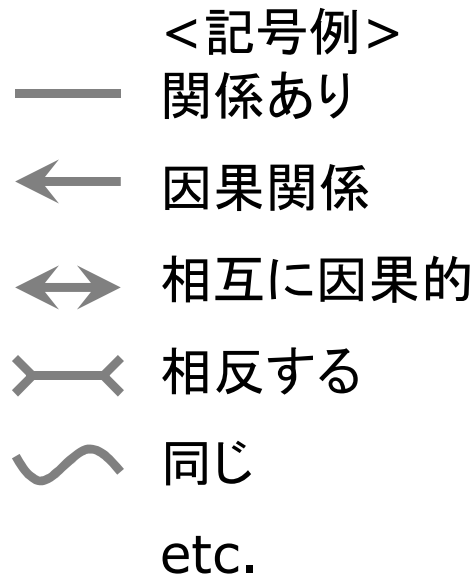 <記号例>
関係あり
因果関係
相互に因果的
相反する
同じ
etc.